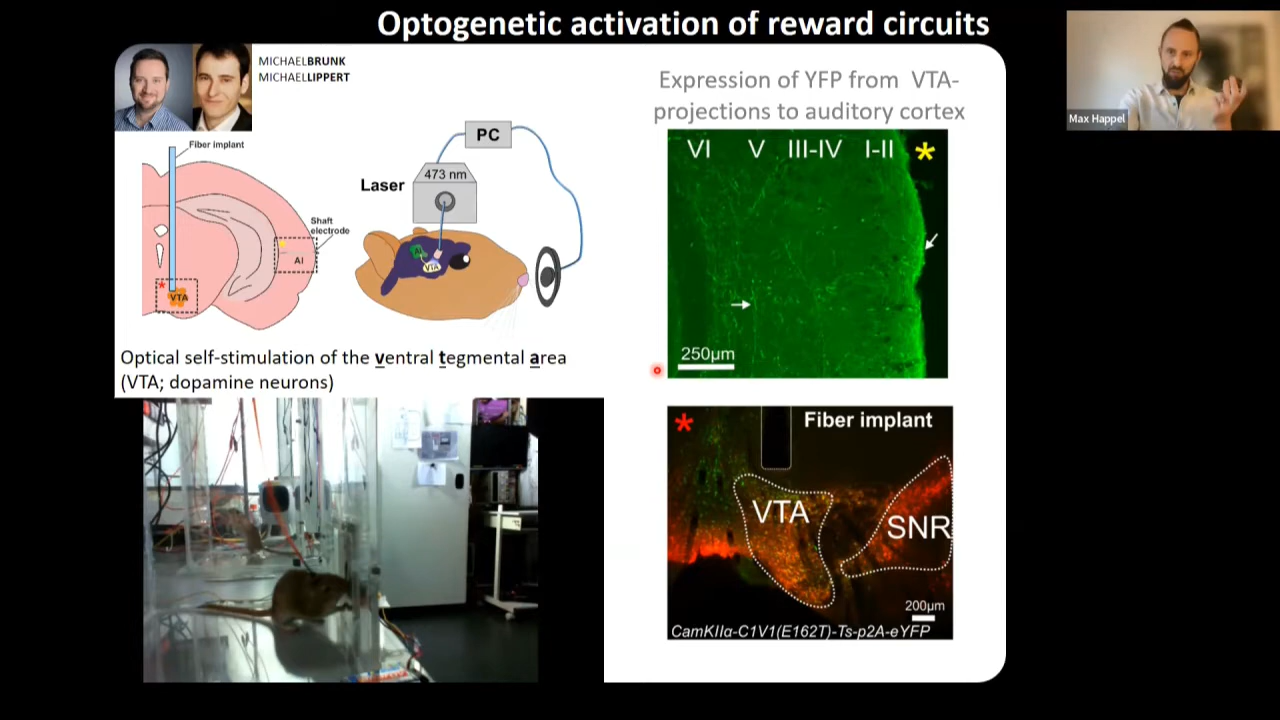 Optogenetic activation of reward circuits
MICHAELBRUNK
MICHAELLIPPERT
Fiber implant
Shaft
electrode
AI
*
VTA
PC
473 nm
Laser
AI
VTA
Optical self-stimulation of the ventral tegmental area
(VTA; dopamine neurons)
Expression of YFP from VTA-
projections to auditory cortex
VI V III-IV I-II *
250µm
* Fiber implant
VTA
SNR
200µm
CamKIIα-C1V1(E162T)-Ts-p2A-eYFP
Max Happel